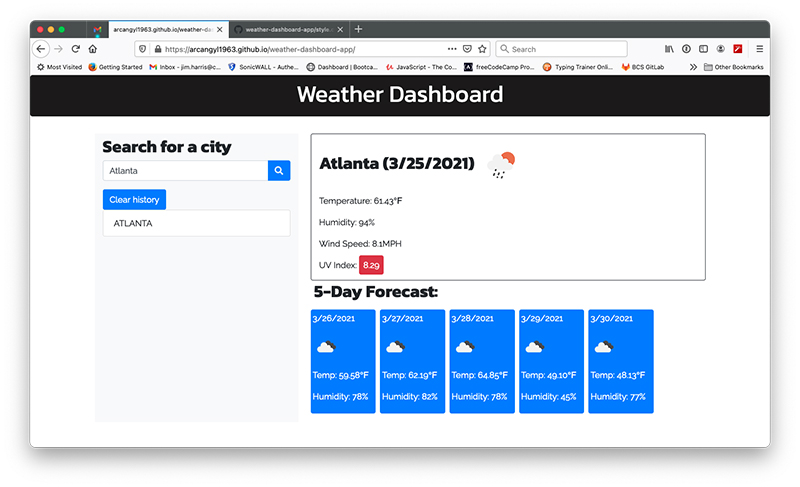 arcangyl1963.github.io/weather-da
weather-dashboard-app/style.
https://arcangyl1963.github.io/weather-dashboard-app/
Search
Most Visited
Getting Started
Inbox - jim.harris@c...
SonicWALL - Authe...
Dashboard | Bootca...
JavaScript - The Co...
freeCodeCamp Pro...
Typing Trainer Onli...
BCS GitLab
Other Bookmarks
Weather Dashboard
Search for a city
Atlanta
Clear history
ATLANTA
Atlanta (3/25/2021)
Temperature: 61.43°F
Humidity: 94%
Wind Speed: 8.1MPH
UV Index: 8.29
5-Day Forecast:
3/26/2021
Temp: 59.58°F
Humidity: 78%
3/27/2021
Temp: 62.19°F
Humidity: 82%
3/28/2021
Temp: 64.85°F
Humidity: 78%
3/29/2021
Temp: 49.10°F
Humidity: 45%
3/30/2021
Temp: 48.13°F
Humidity: 77%